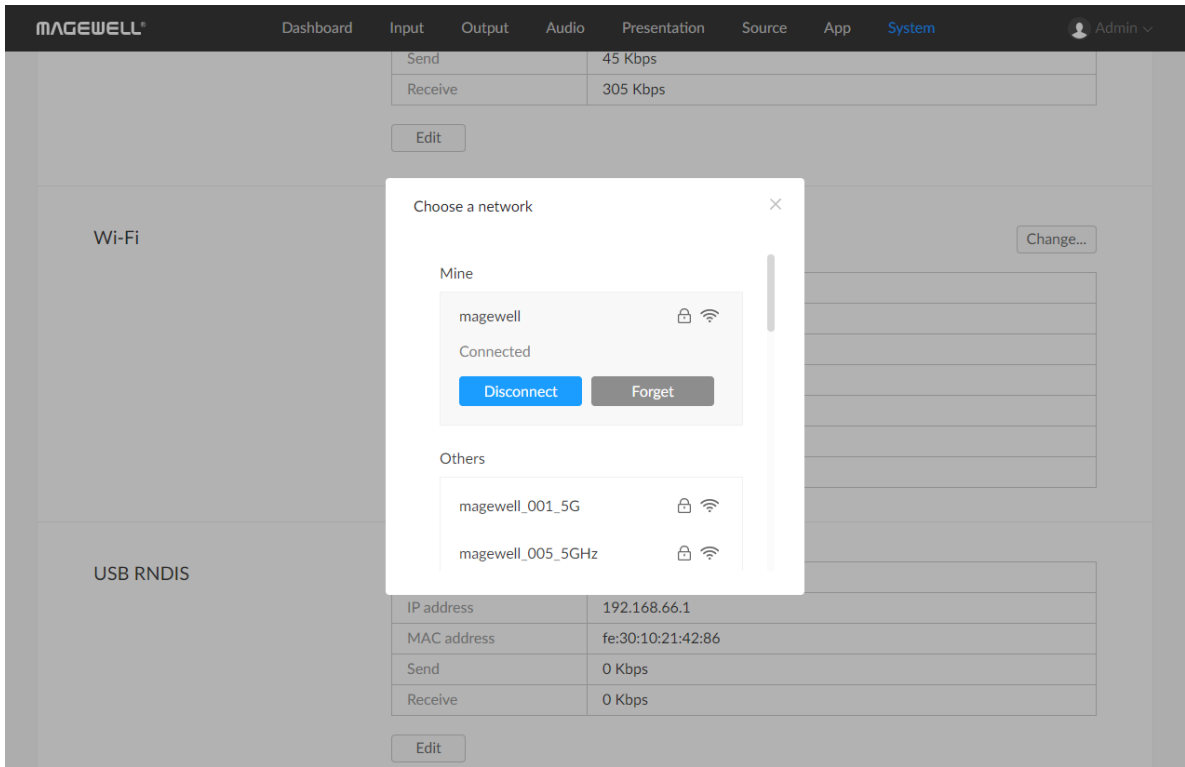 MAGEWELL® Dashboard Input Output Audio Presentation Source App System Admin
Send 45 Kbps
Receive 305 Kbps
Edit
Choose a network
Wi-Fi
Change...
Mine
magewell
Connected
Disconnect Forget
Others
magewell_001_5G
magewell_005_5GHz
USB RNDIS
IP address 192.168.66.1
MAC address fe:30:10:21:42:86
Send 0 Kbps
Receive 0 Kbps
Edit